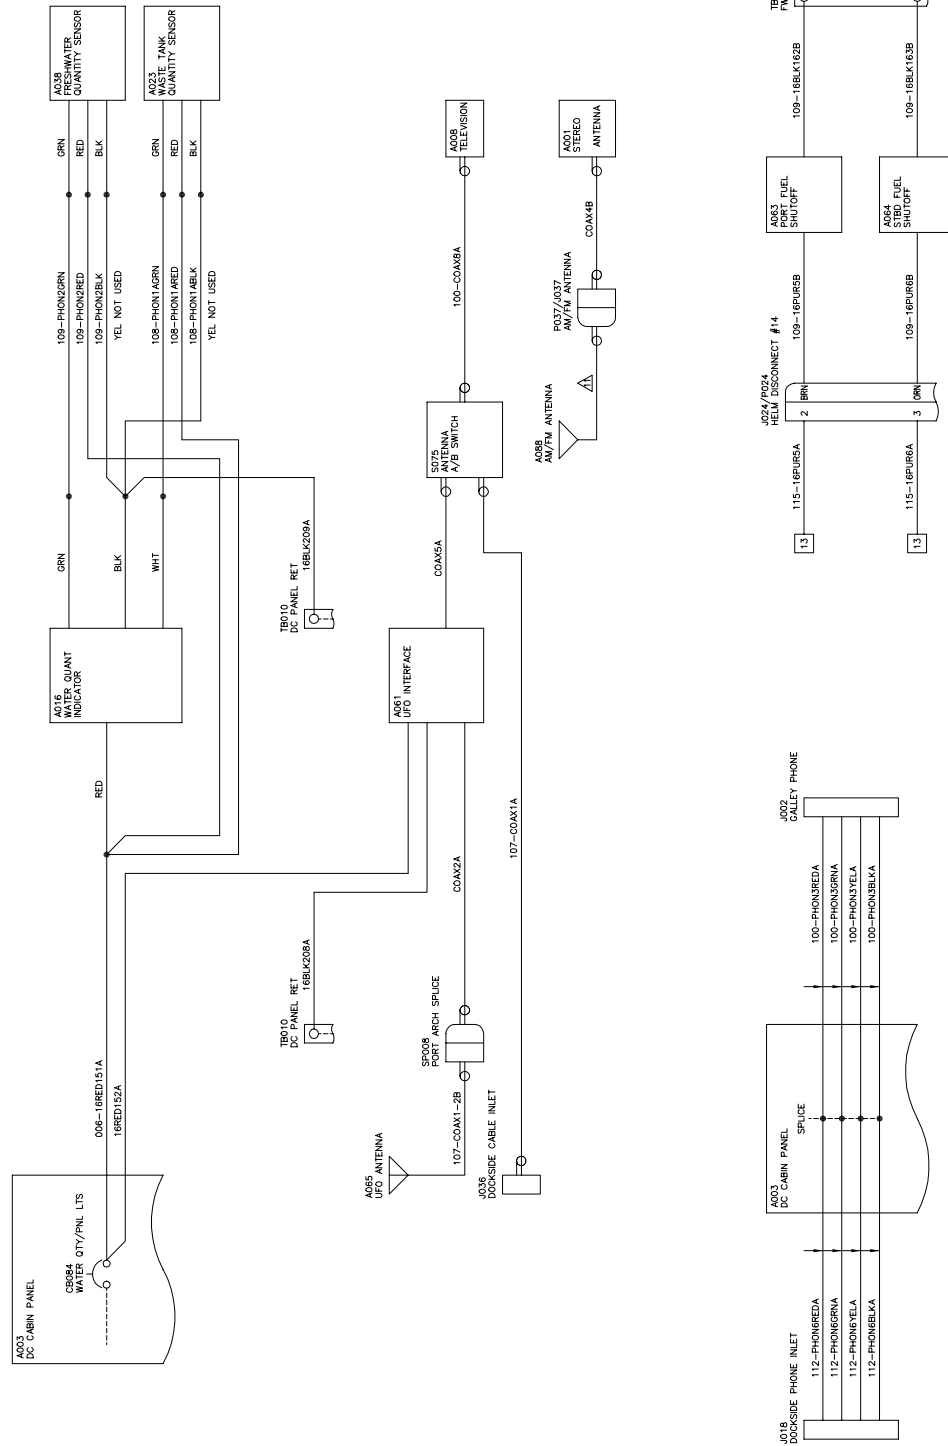 A003
DC CABIN PANEL
CB084
WATER QTY/PNL LTS
006-16RED151A
16RED152A
RED
A016
WATER QUANT
INDICATOR
GRN
BLK
WHT
109-PHON2GRN
109-PHON2RED
109-PHON2BLK
YEL NOT USED
108-PHON1AGRN
108-PHON1ARED
108-PHON1ABLK
YEL NOT USED
GRN
RED
BLK
GRN
RED
BLK
A038
FRESHWATER
QUANTITY SENSOR
A023
WASTE TANK
QUANTITY SENSOR
TB010
DC PANEL RET
16BLK209A
TB010
DC PANEL RET
16BLK208A
A065
UFO ANTENNA
107-COAX1-2B
SP008
PORT ARCH SPLICE
COAX2A
A061
UFO INTERFACE
COAX5A
S075
ANTENNA
A/B SWITCH
100-COAX8A
A008
TELEVISION
J036
DOCKSIDE CABLE INLET
107-COAX1A
A088
AM/FM ANTENNA
11
P037/J037
AM/FM ANTENNA
COAX4B
A001
STEREO
ANTENNA
J018
DOCKSIDE PHONE INLET
112-PHON6REDA
112-PHON6GRNA
112-PHON6YELA
112-PHON6BLKA
A003
DC CABIN PANEL
SPLICE
100-PHON3REDA
100-PHON3GRNA
100-PHON3YELA
100-PHON3BLKA
J002
GALLEY PHONE
13
115-16PUR5A
13
115-16PUR6A
J024/P024
HELM DISCONNECT #14
2 BRN
3 ORN
109-16PUR5B
109-16PUR6B
A063
PORT FUEL
SHUTOFF
A064
STBD FUEL
SHUTOFF
109-16BLK162B
109-16BLK163B
TB
FW